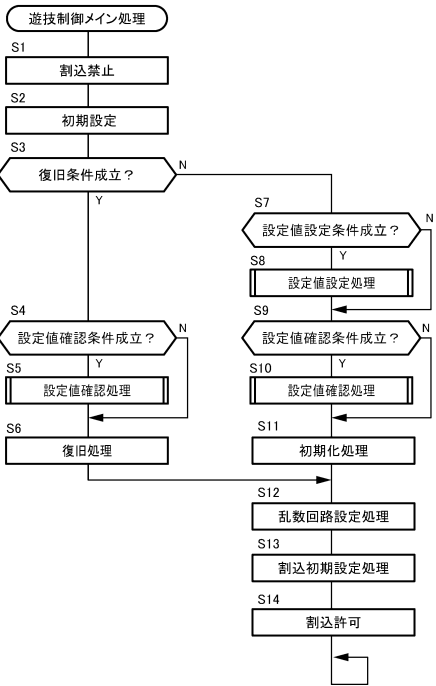 遊技制御メイン処理
S1
割込禁止
S2
初期設定
S3
復旧条件成立？
N
Y
S4
設定値確認条件成立？
N
Y
S5
設定値確認処理
S6
復旧処理
S7
設定値設定条件成立？
N
Y
S8
設定値設定処理
S9
設定値確認条件成立？
N
Y
S10
設定値確認処理
S11
初期化処理
S12
乱数回路設定処理
S13
割込初期設定処理
S14
割込許可